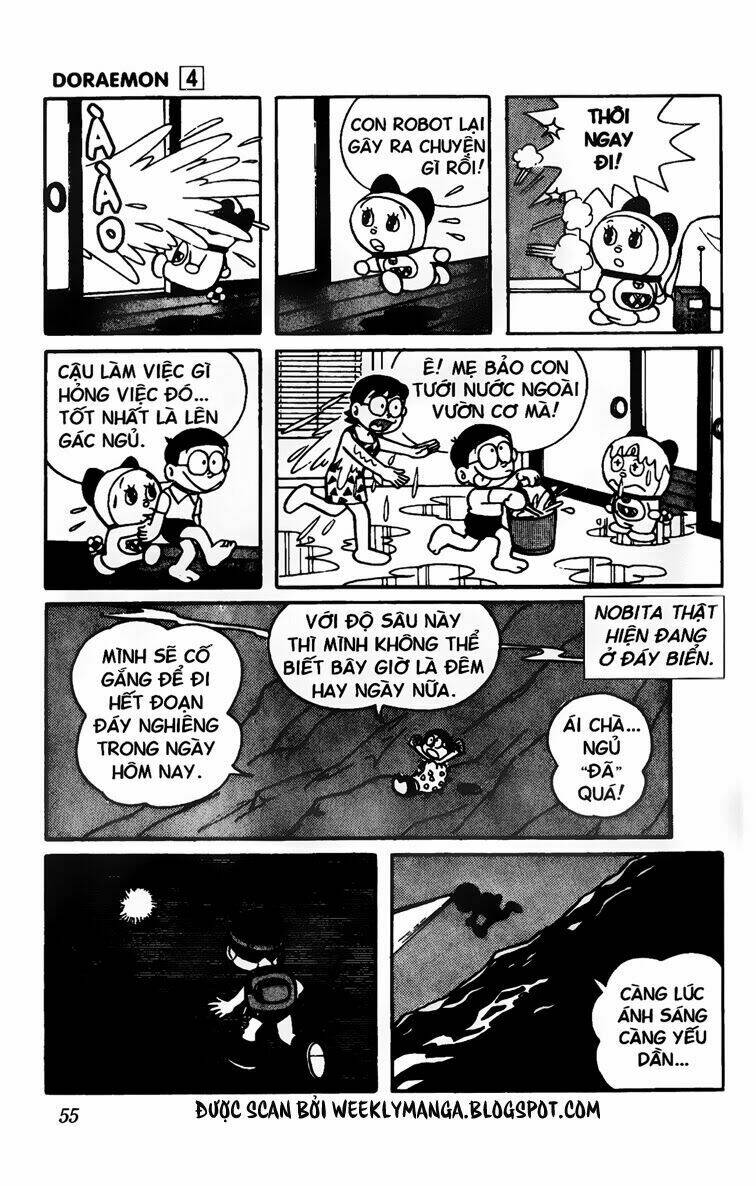 DORAEMON 4
À
ÀO
CON ROBOT LẠI
GÂY RA CHUYỆN
GÌ RỒI!
THÔI
NGAY
ĐI!
CẬU LÀM VIỆC GÌ
HỎNG VIỆC ĐÓ...
TỐT NHẤT LÀ LÊN
GÁC NGỦ.
Ê! MẸ BẢO CON
TƯỚI NƯỚC NGOÀI
VƯỜN CƠ MÀ!
NOBITA THẬT
HIỆN ĐANG
Ở ĐÁY BIỂN.
VỚI ĐỘ SÂU NÀY
THÌ MÌNH KHÔNG THỂ
BIẾT BÂY GIỜ LÀ ĐÊM
HAY NGÀY NỮA.
MÌNH SẼ CỐ
GẮNG ĐỂ ĐI
HẾT ĐOẠN
ĐÁY NGHIÊNG
TRONG NGÀY
HÔM NAY.
ÁI CHÀ...
NGỦ
"ĐÃ"
QUÁ!
CÀNG LÚC
ÁNH SÁNG
CÀNG YẾU
DẦN...
55
ĐƯỢC SCAN BỞI WEEKLYMANGA.BLOGSPOT.COM